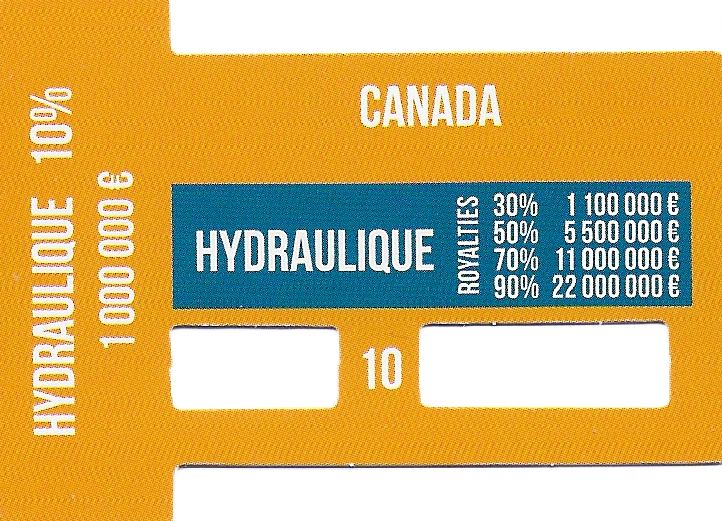 HYDRAULIQUE 10%
1 000 000 €
CANADA
HYDRAULIQUE
ROYALTIES
30% 1 100 000 €
50% 5 500 000 €
70% 11 000 000 €
90% 22 000 000 €
10